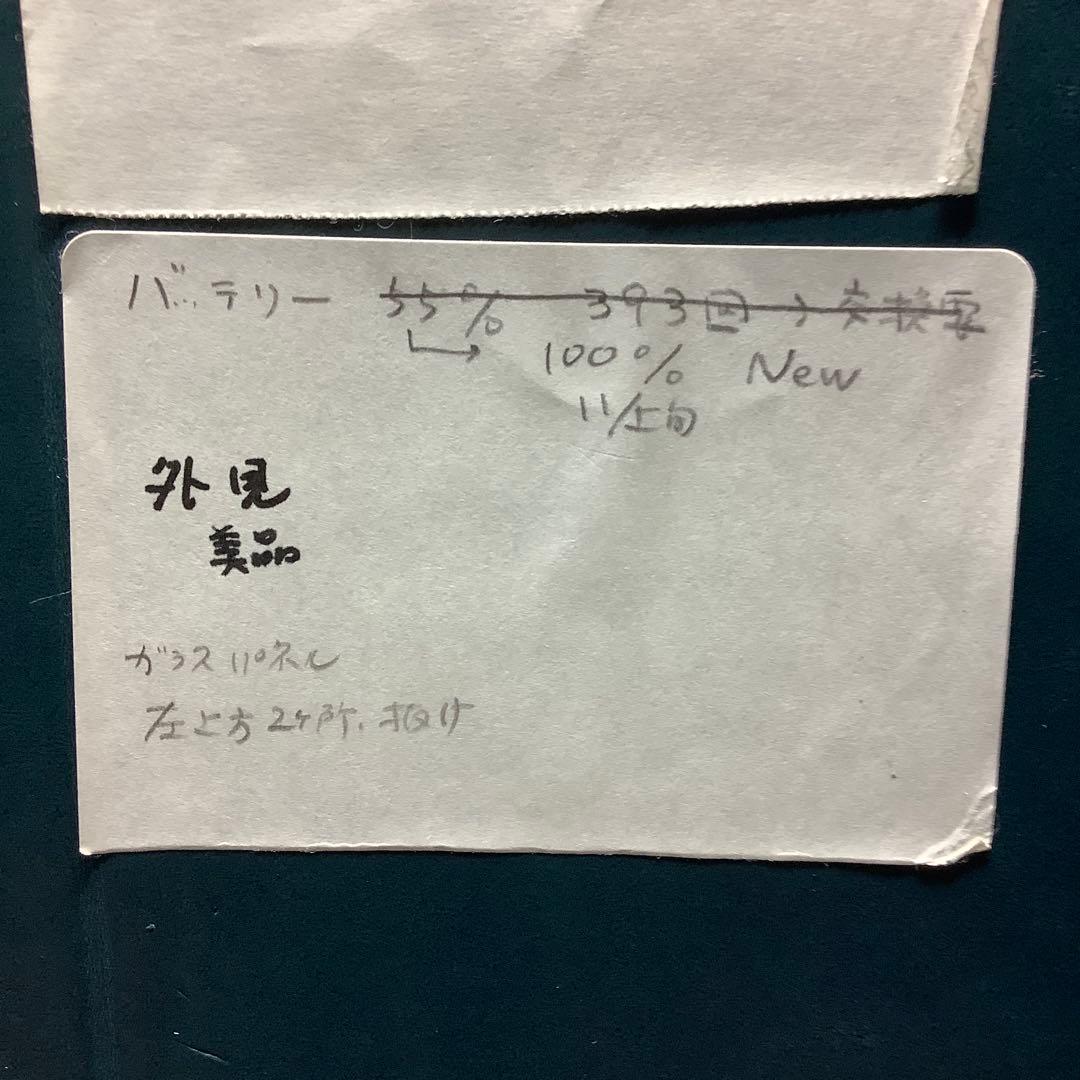 バッテリー 55% 393回 → 交換要
100% New
11/上旬
外見
美品
ガラスパネル
左上方2ヶ所、抜け